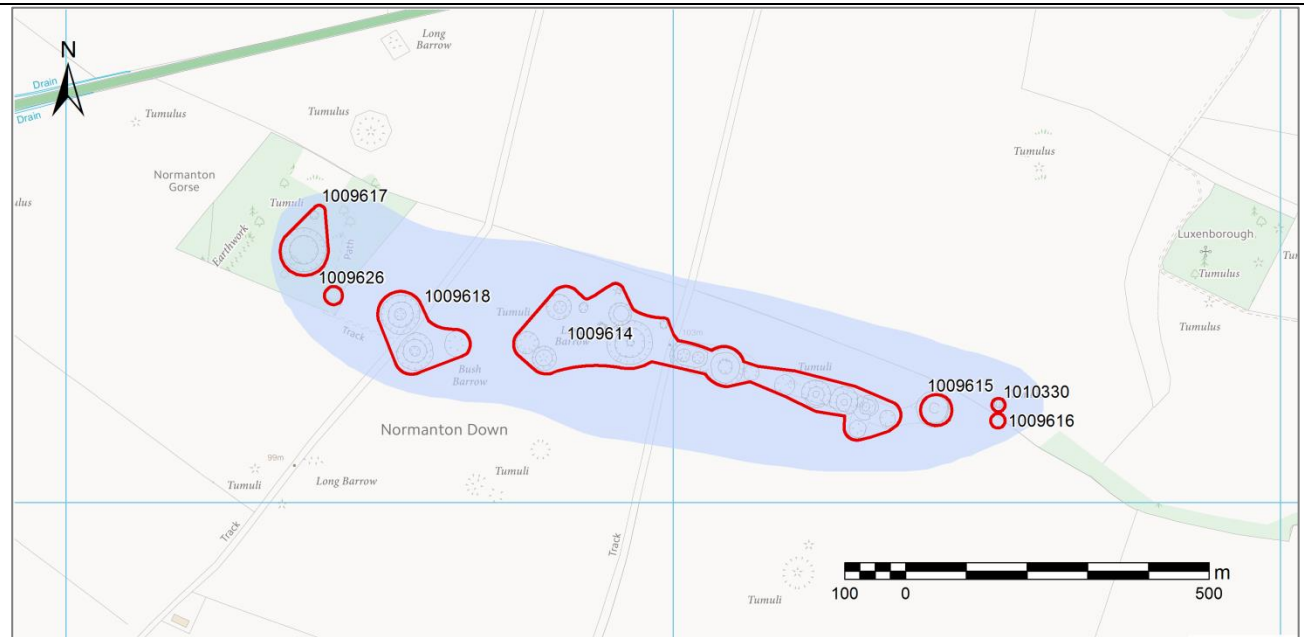 Long
Barrow
N
Drain
Drain
Tumulus
Tumulus
Tumulus
Normanton
Gorse
Tumuli
1009617
Earthwork
Path
Luxenborough
Tumulus
Tumulus
1009626
1009618
Tumuli
1009614
103m
Barrow
Track
Bush
Barrow
Tumuli
1009615
1010330
1009616
Normanton Down
99m
Tumuli
Long Barrow
Tumuli
Track
Track
Tumuli
m
100
0
500